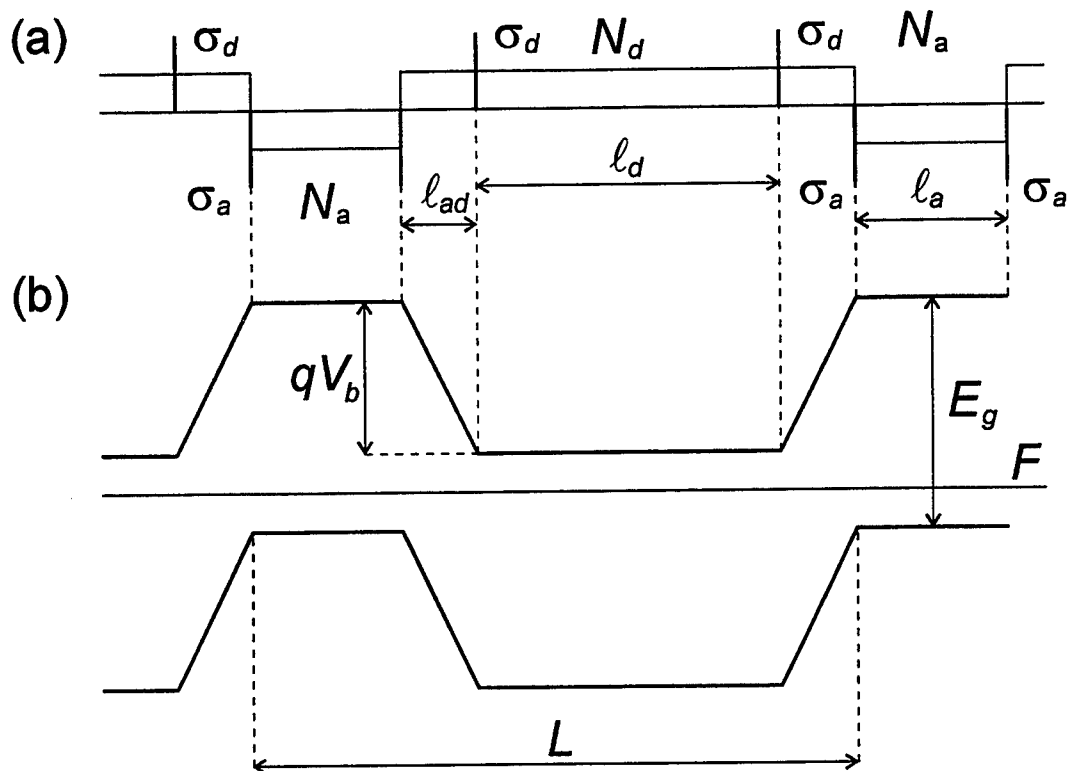 (a) σd σd Nd σd Na
σa Na ℓad ℓd σa ℓa σa
(b)
qVb Eg
F
L